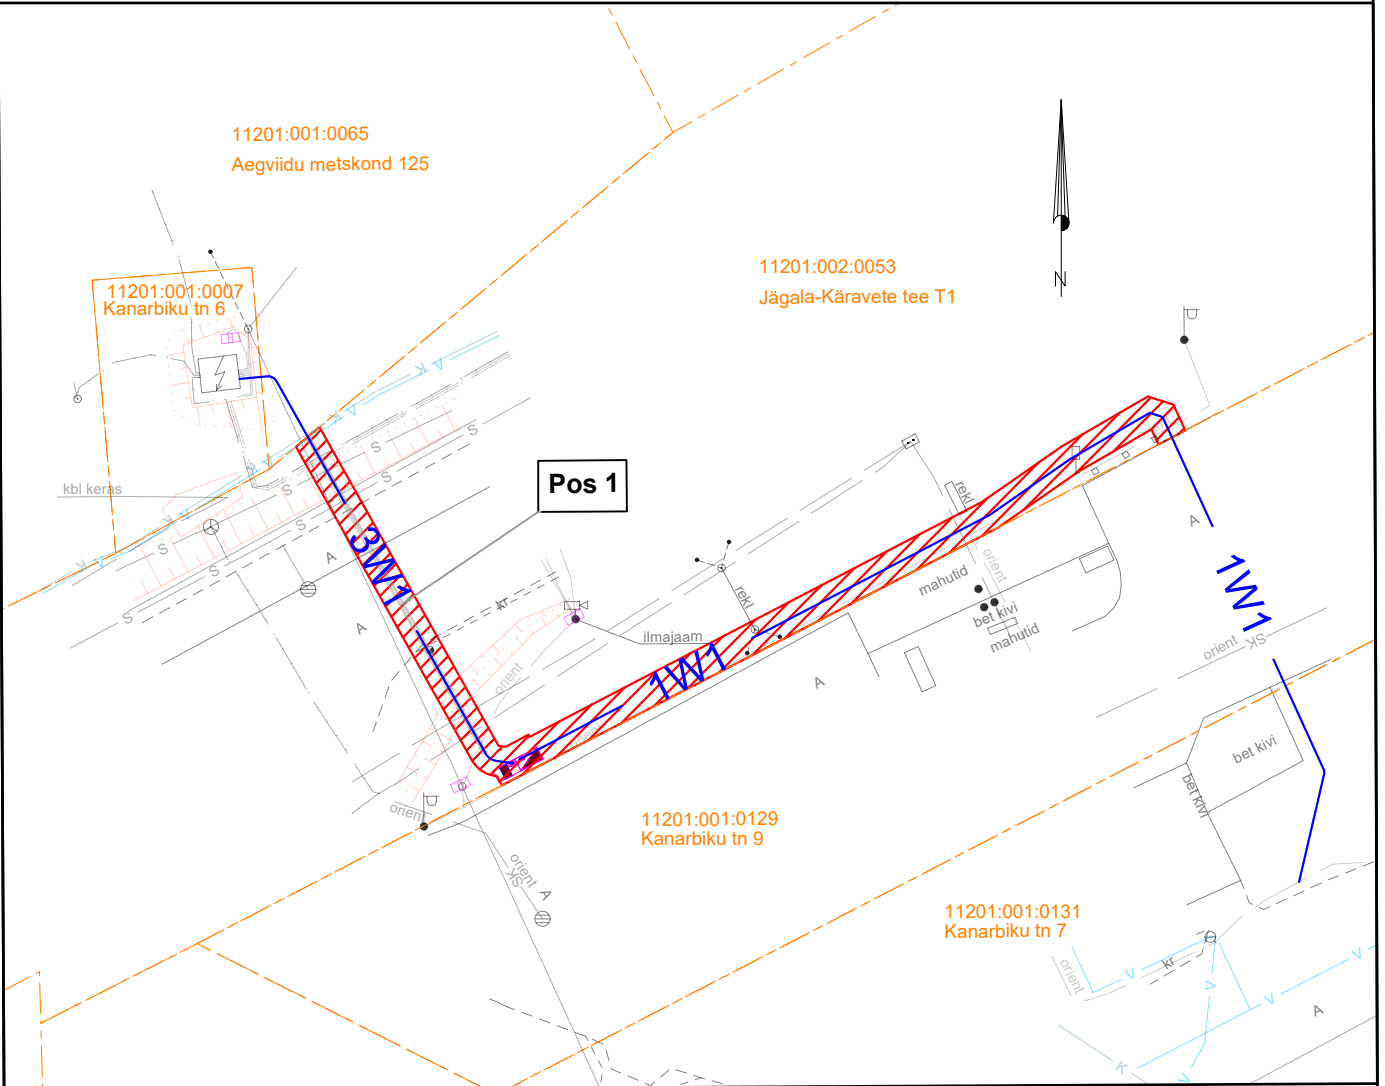 11201:001:0065
Aegviidu metskond 125
11201:002:0053
Jägala-Käravete tee T1
N
11201:001:0007
Kanarbiku tn 6
V
K
V
K
S
S
kbl keras
S
S
S
S
S
K
V
K
V
A
A
Pos 1
3W1
kr
ilmajaam
orient
rekl
rekl
orient
mahutid
bet kivi
mahutid
A
A
1W1
1W1
orient
SK
bet kivi
bet kivi
orient
orient
SK
A
11201:001:0129
Kanarbiku tn 9
11201:001:0131
Kanarbiku tn 7
orient
kr
V
V
V
V
V
K
A